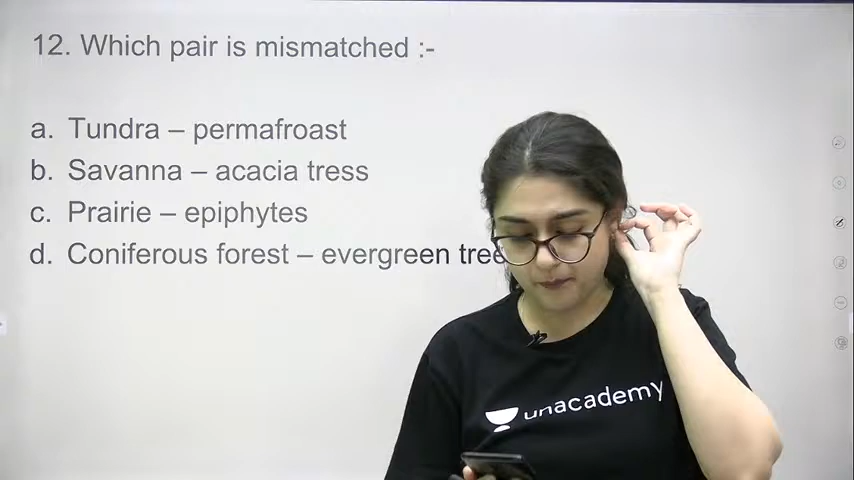 12. Which pair is mismatched :-
a. Tundra – permafroast
b. Savanna – acacia tress
c. Prairie – epiphytes
d. Coniferous forest – evergreen tree
unacademy